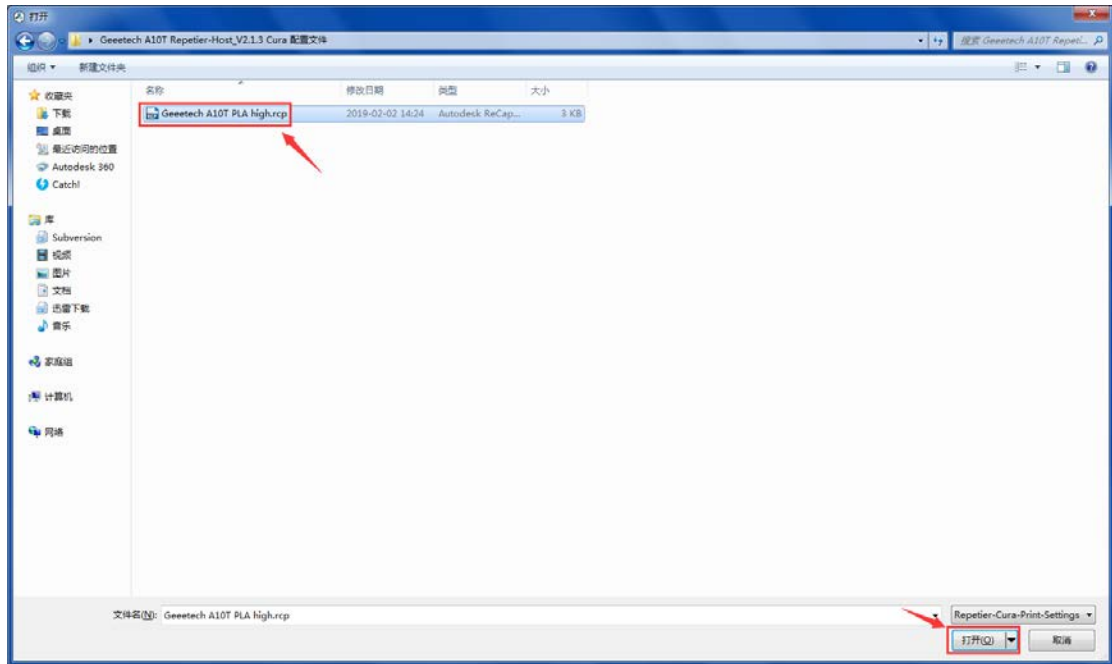 打开
Geeetech A10T Repetier-Host_V2.1.3 Cura 配置文件
搜索 Geeetech A10T Repeti...
组织
新建文件夹
名称
修改日期
类型
大小
Geeetech A10T PLA high.rcp
2019-02-02 14:24
Autodesk ReCap...
3 KB
收藏夹
下载
桌面
最近访问的位置
Autodesk 360
Catch!
库
Subversion
视频
图片
文档
迅雷下载
音乐
家庭组
计算机
网络
文件名(N):
Geeetech A10T PLA high.rcp
Repetier-Cura-Print-Settings
打开(O)
取消